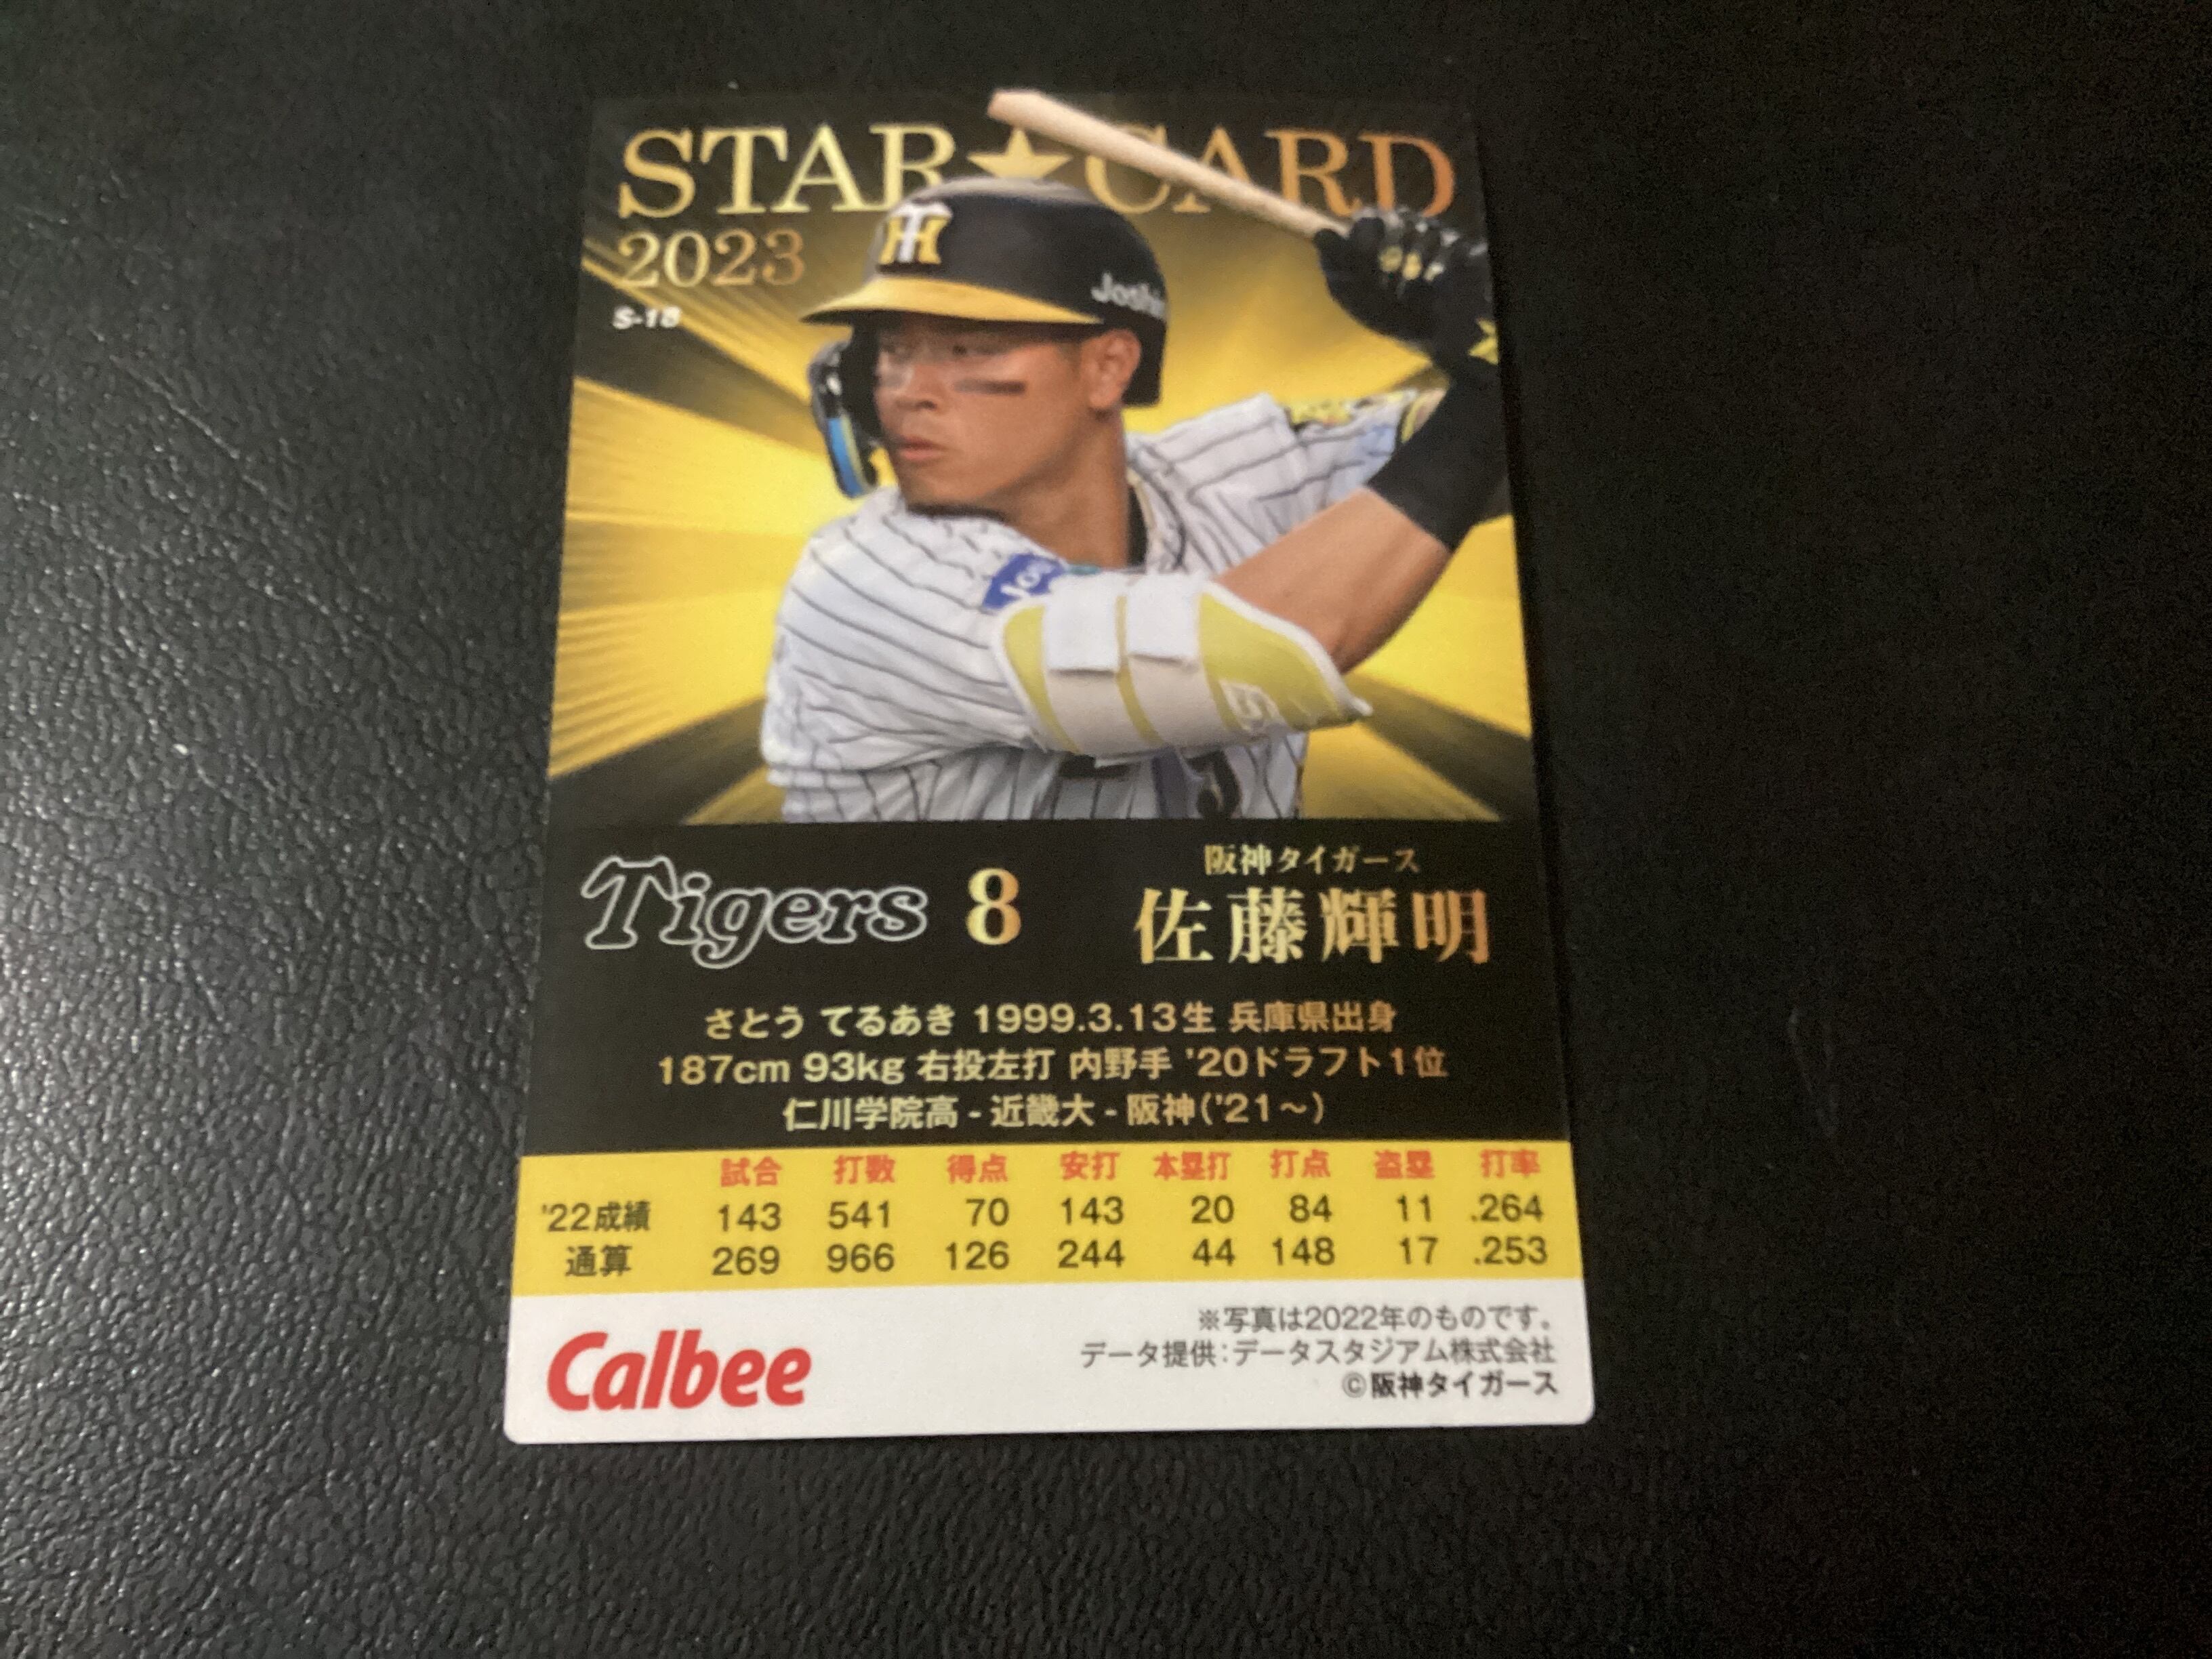 STAR★CARD
2023
S-18
Tigers 8
阪神タイガース
佐藤輝明
さとう てるあき 1999.3.13生 兵庫県出身
187cm 93kg 右投左打 内野手 '20ドラフト1位
仁川学院高 - 近畿大 - 阪神('21〜)
試合 打数 得点 安打 本塁打 打点 盗塁 打率
'22成績 143 541 70 143 20 84 11 .264
通算 269 966 126 244 44 148 17 .253
Calbee
※写真は2022年のものです。
データ提供:データスタジアム株式会社
©阪神タイガース